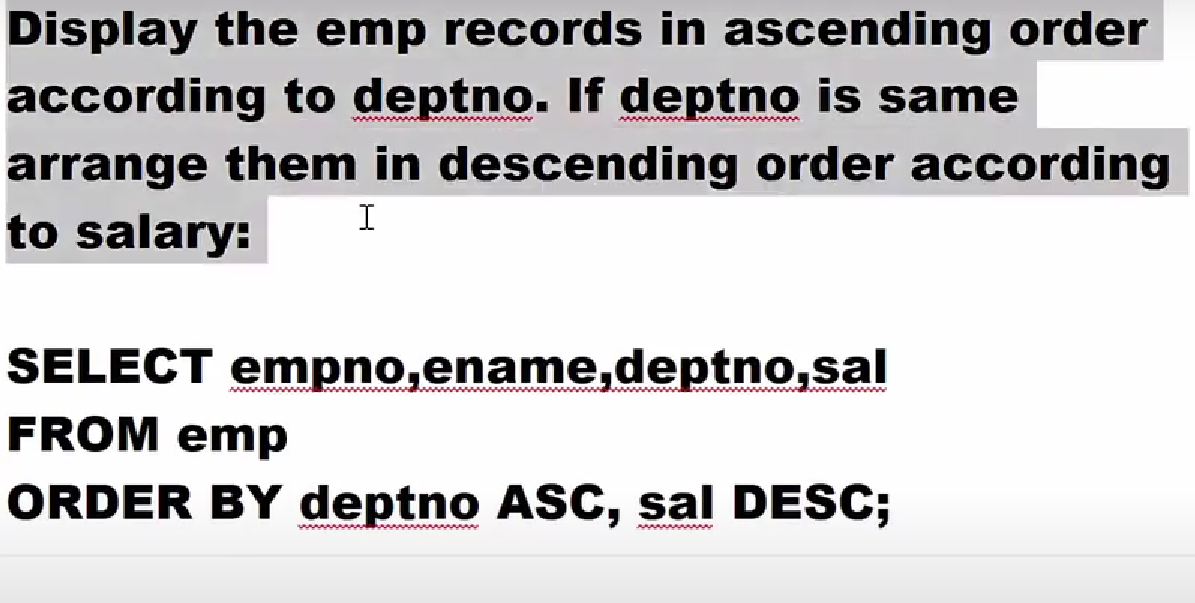 Display the emp records in ascending order
according to deptno. If deptno is same
arrange them in descending order according
to salary:
SELECT empno,ename,deptno,sal
FROM emp
ORDER BY deptno ASC, sal DESC;